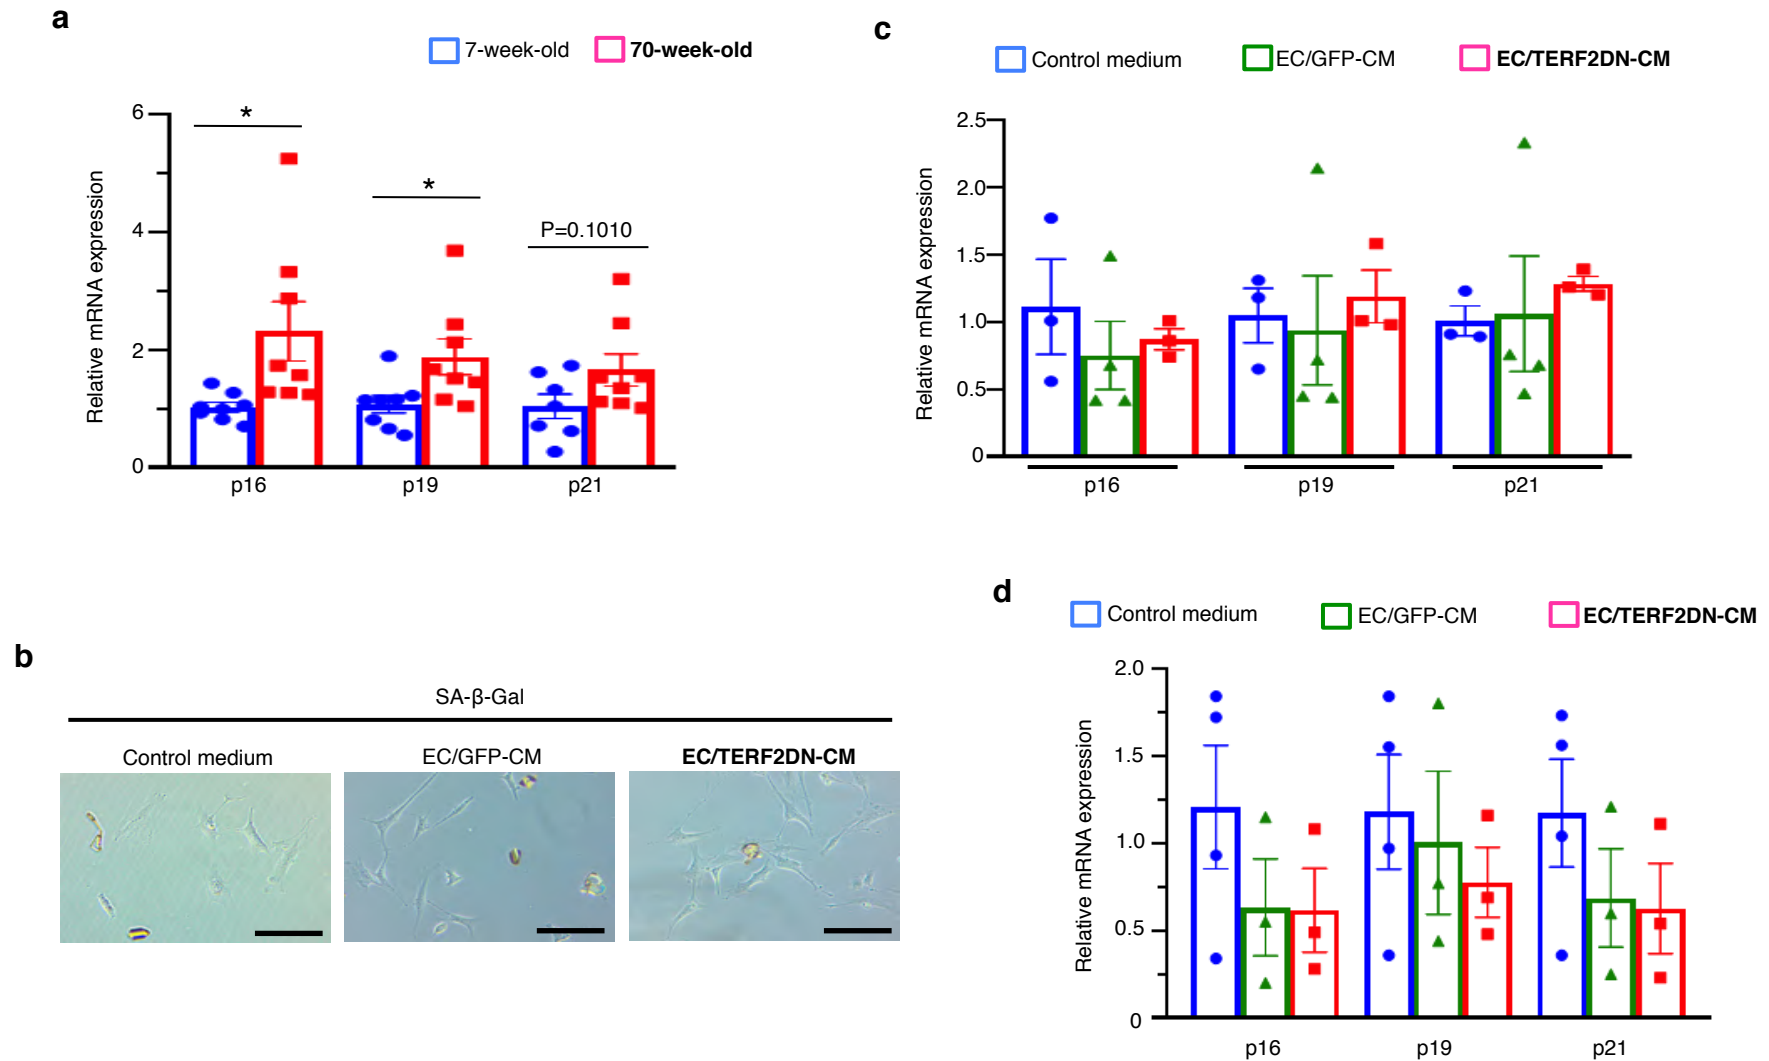 a
7-week-old 70-week-old
Relative mRNA expression
6
4
2
0
*
*
P=0.1010
p16 p19 p21
c
Control medium EC/GFP-CM EC/TERF2DN-CM
Relative mRNA expression
2.5
2.0
1.5
1.0
0.5
0
p16 p19 p21
b
SA-β-Gal
Control medium EC/GFP-CM EC/TERF2DN-CM
d
Control medium EC/GFP-CM EC/TERF2DN-CM
Relative mRNA expression
2.0
1.5
1.0
0.5
0
p16 p19 p21